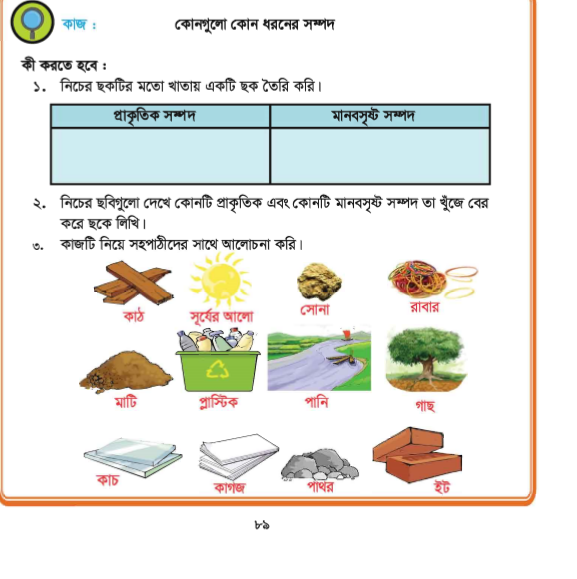 কাজ :
কোনগুলো কোন ধরনের সম্পদ
কী করতে হবে :
১. নিচের ছকটির মতো খাতায় একটি ছক তৈরি করি।
প্রাকৃতিক সম্পদ মানবসৃষ্ট সম্পদ
২. নিচের ছবিগুলো দেখে কোনটি প্রাকৃতিক এবং কোনটি মানবসৃষ্ট সম্পদ তা খুঁজে বের
করে ছকে লিখি।
৩. কাজটি নিয়ে সহপাঠীদের সাথে আলোচনা করি।
কাঠ সূর্যের আলো সোনা রাবার
মাটি প্লাস্টিক পানি গাছ
কাচ কাগজ পাথর ইট
৮৯